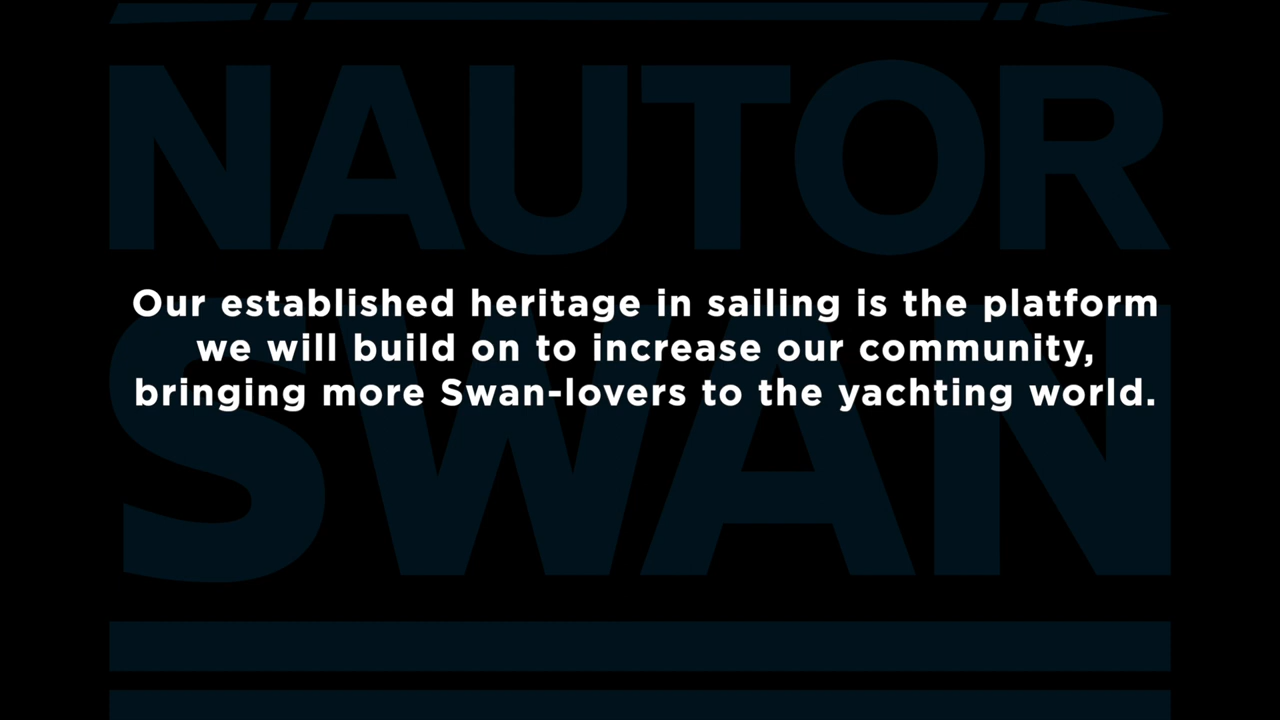 NAUTOR
SWAN
Our established heritage in sailing is the platform
we will build on to increase our community,
bringing more Swan-lovers to the yachting world.